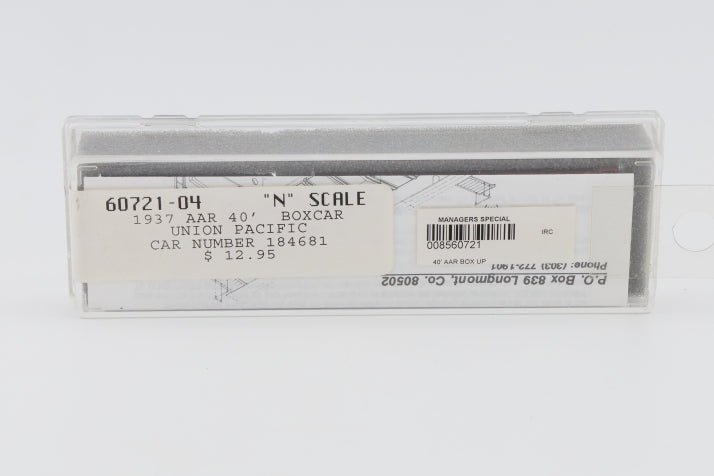 60721-04 "N" SCALE
1937 AAR 40' BOXCAR
UNION PACIFIC
CAR NUMBER 184681
$ 12.95
MANAGERS SPECIAL
IRC
008560721
40' AAR BOX UP
P.O. Box 839 Longmont, Co. 80502
Phone: (303) 772-1901